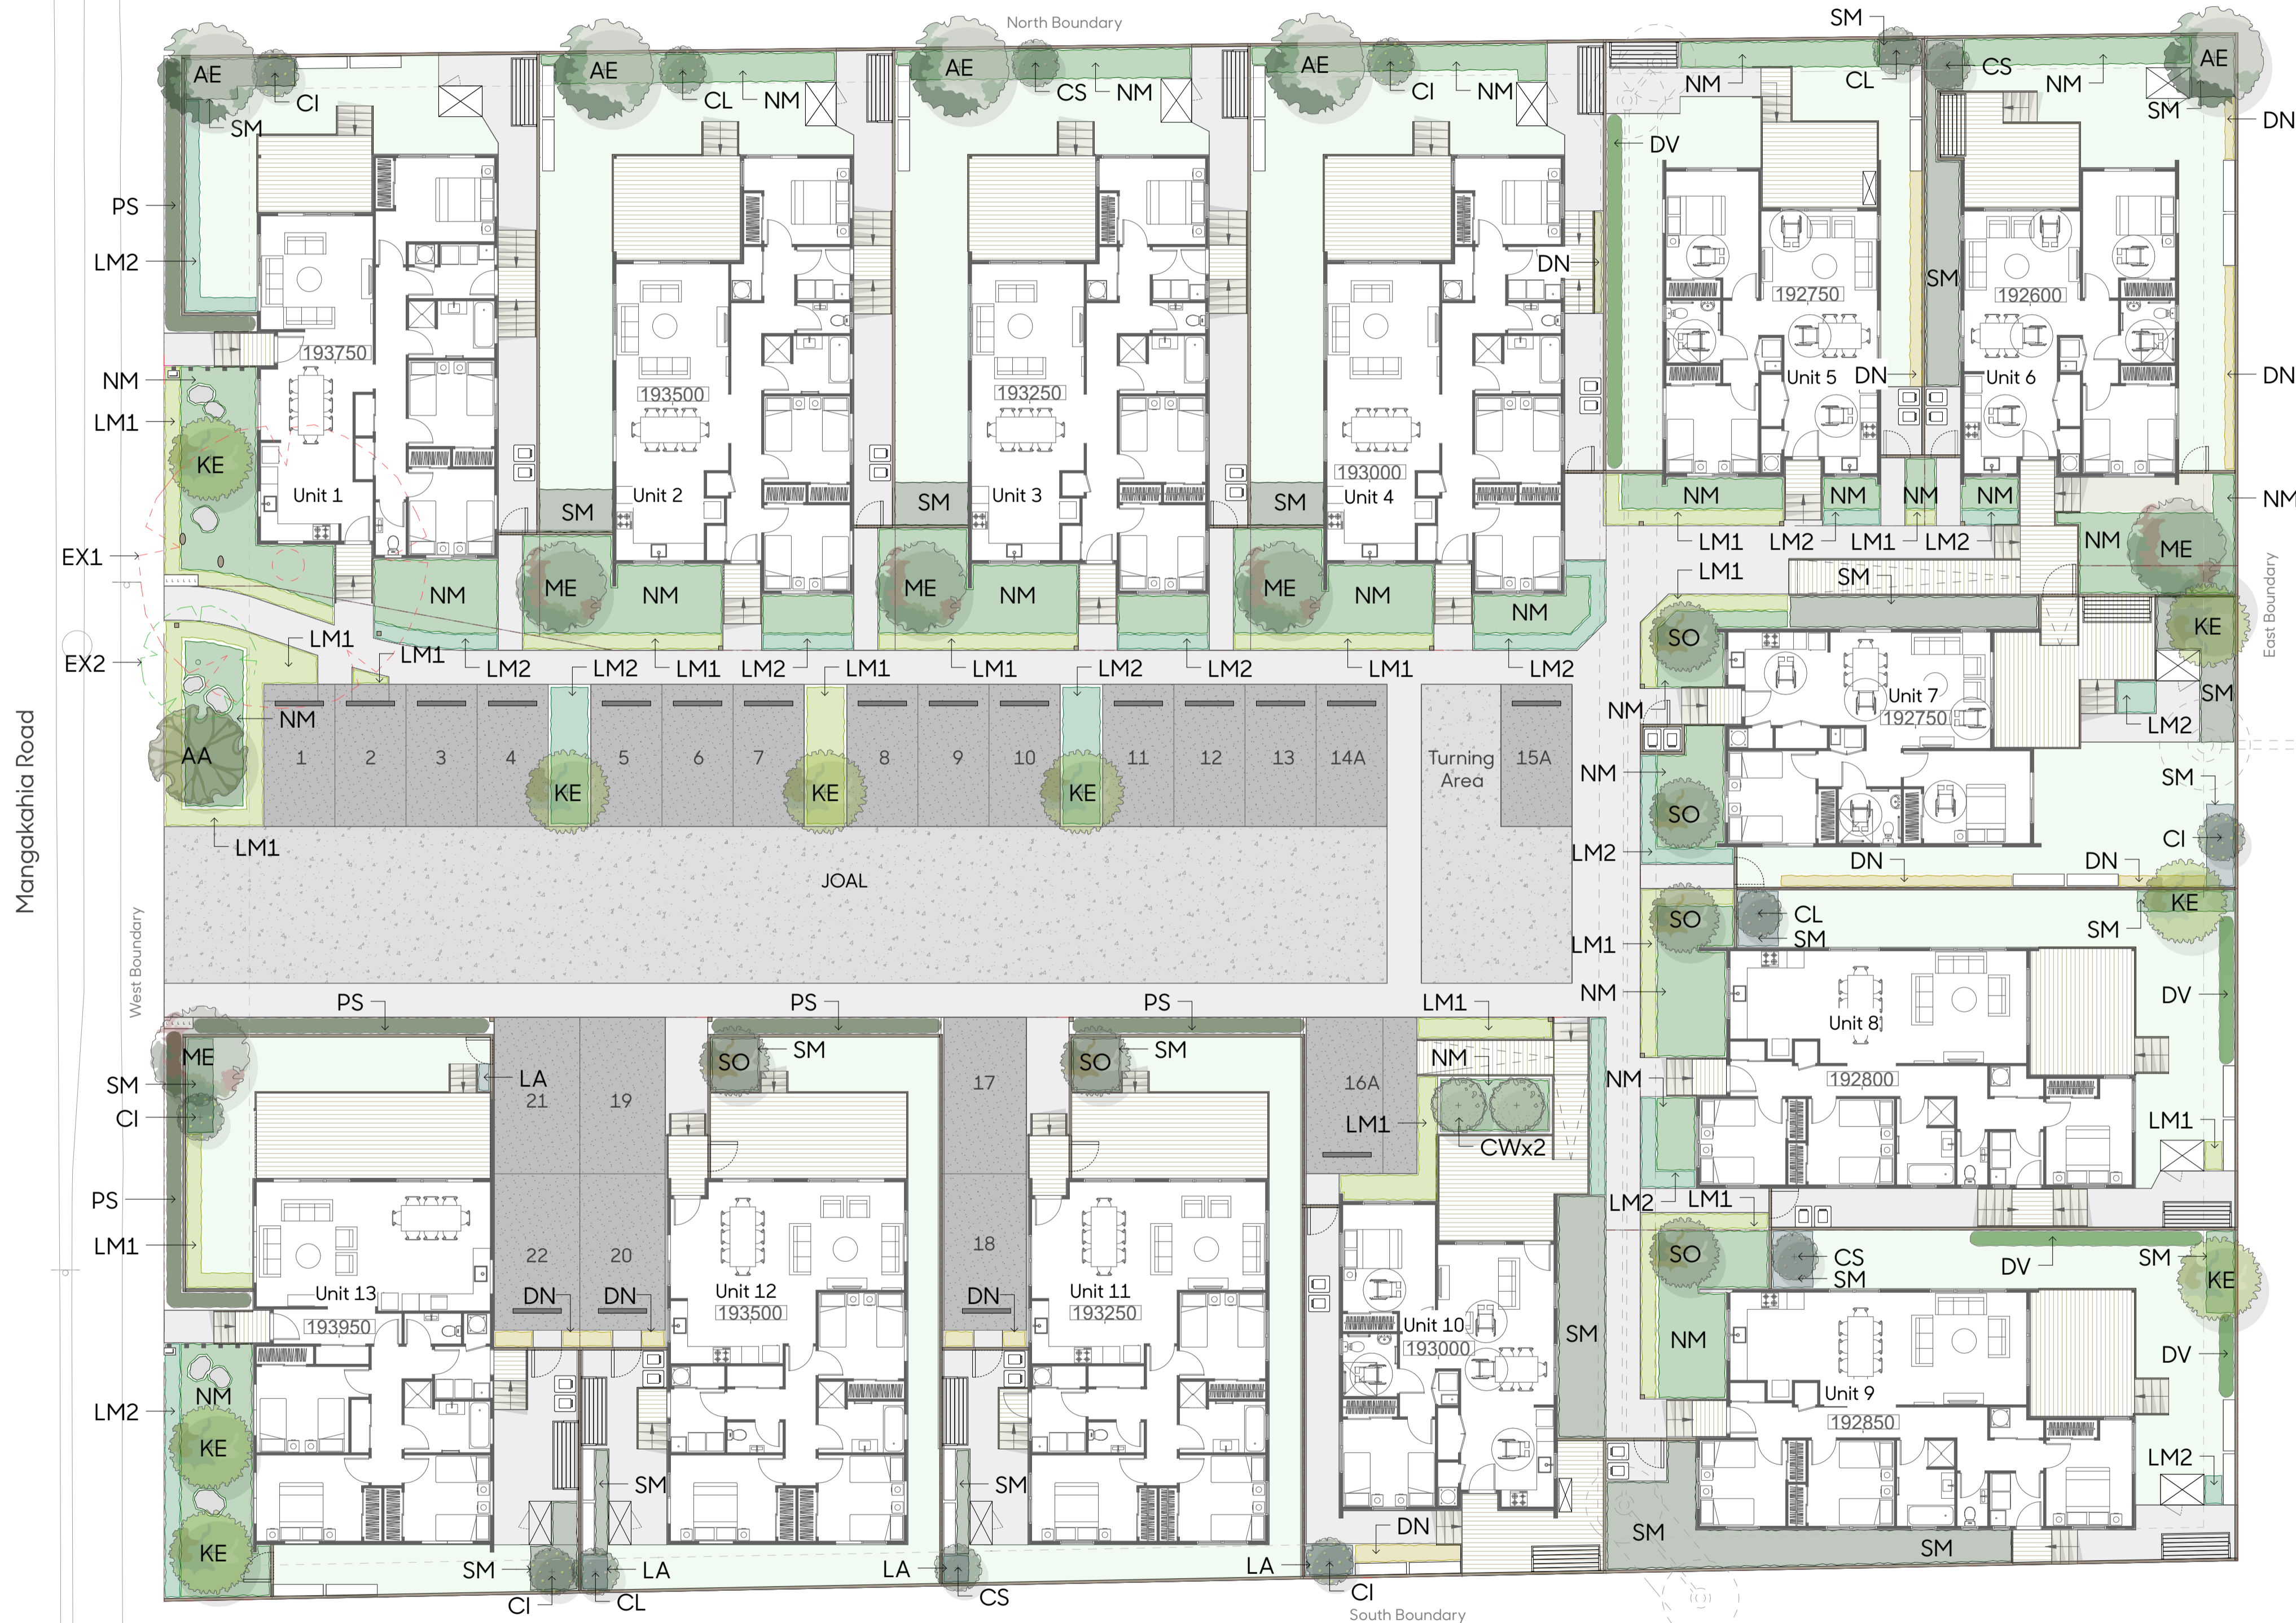 North Boundary
SM
AE
AE
AE
AE
AE
CI
CL
NM
CS
NM
CI
NM
NM
CL
CS
NM
SM
SM
DN
DV
PS
LM2
DN
SM
193750
193500
193250
193000
192750
192600
Unit 5
DN
Unit 6
DN
NM
LM1
KE
Unit 1
SM
Unit 2
SM
Unit 3
SM
Unit 4
NM
NM
NM
NM
NM
LM1
LM2
LM1
LM2
NM
ME
EX1
NM
ME
NM
ME
NM
ME
NM
NM
LM1
SM
East Boundary
EX2
LM1
LM1
LM2
LM2
LM1
LM2
LM1
LM1
LM2
LM2
LM1
LM2
SO
KE
NM
AA
1
2
3
4
KE
5
6
7
KE
8
9
10
KE
11
12
13
14A
Turning
Area
15A
NM
Unit 7
192750
SM
LM2
NM
SO
SM
CI
LM1
LM2
DN
DN
Mangakahia Road
JOAL
West Boundary
SO
CL
SM
KE
SM
LM1
NM
DV
Unit 8
192800
PS
PS
PS
LM1
ME
SM
CI
LA
21
19
SO
SM
17
SO
SM
16A
NM
LM1
CWx2
NM
LM1
LM2
LM1
PS
LM1
22
20
18
Unit 13
193950
DN
DN
Unit 12
193500
DN
Unit 11
193250
Unit 10
193000
SM
SO
CS
SM
DV
SM
KE
NM
Unit 9
192850
DV
LM2
NM
KE
KE
SM
SM
LM2
SM
CI
LA
CL
LA
CS
LA
CI
DN
SM
SM
South Boundary